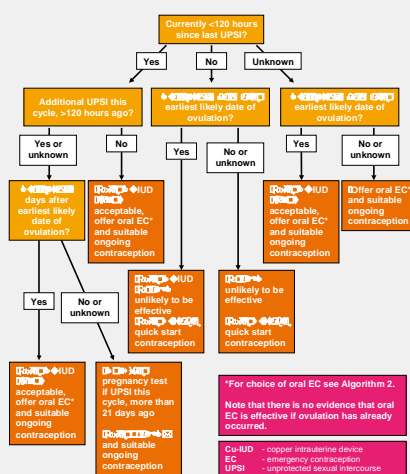 Currently <120 hours
since last UPSI?
Yes
No
Unknown
Additional UPSI this
cycle, >120 hours ago?
earliest likely date of
ovulation?
earliest likely date of
ovulation?
Yes or
unknown
No
Yes
No or
unknown
Yes
No or
unknown
days after
earliest likely
date of
ovulation?
IUD
acceptable,
offer oral EC*
and suitable
ongoing
contraception
IUD
acceptable,
offer oral EC*
and suitable
ongoing
contraception
Offer oral EC*
and suitable
ongoing
contraception
Yes
No or
unknown
IUD
unlikely to be
effective
quick start
contraception
unlikely to be
effective
quick start
contraception
IUD
acceptable,
offer oral EC*
and suitable
ongoing
contraception
pregnancy test
if UPSI this
cycle, more than
21 days ago
and suitable
ongoing
contraception
*For choice of oral EC see Algorithm 2.
Note that there is no evidence that oral
EC is effective if ovulation has already
occurred.
Cu-IUD - copper intrauterine device
EC - emergency contraception
UPSI - unprotected sexual intercourse